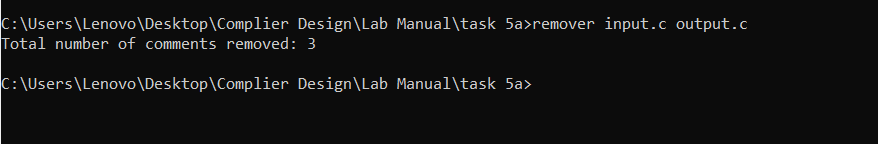 C:\Users\Lenovo\Desktop\Complier Design\Lab Manual\task 5a>remover input.c output.c
Total number of comments removed: 3
C:\Users\Lenovo\Desktop\Complier Design\Lab Manual\task 5a>